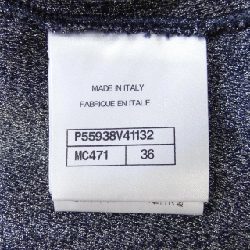 MADE IN ITALY
FABRIQUE EN ITALIE
P55938V41132
MC471 36